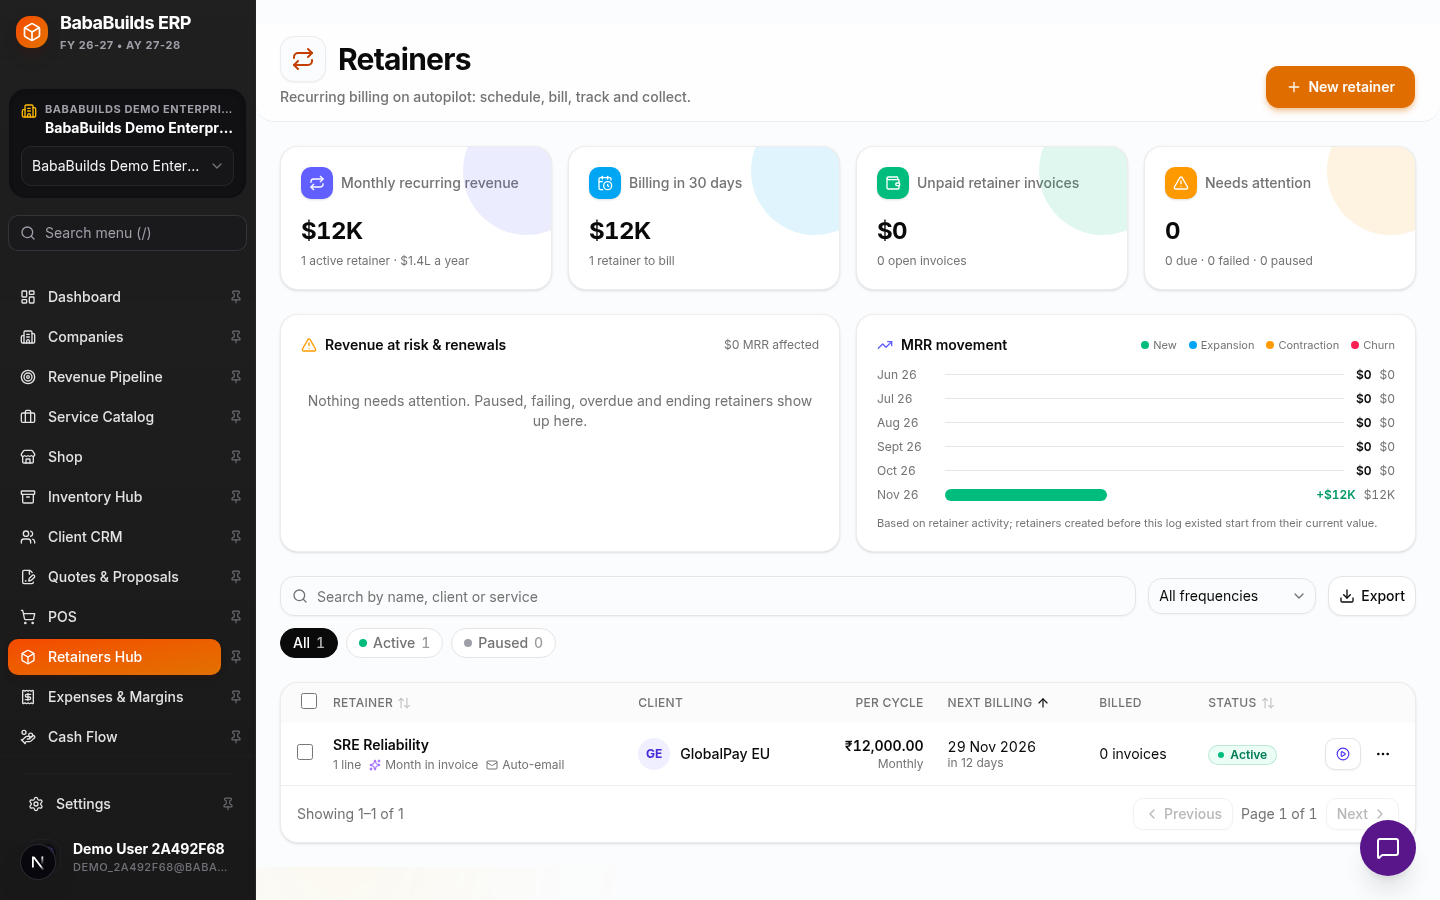 BabaBuilds ERP
FY 26-27 • AY 27-28
BABABUILDS DEMO ENTERPRI...
BabaBuilds Demo Enterpr...
BabaBuilds Demo Enter...
Search menu (/)
Dashboard
Companies
Revenue Pipeline
Service Catalog
Shop
Inventory Hub
Client CRM
Quotes & Proposals
POS
Retainers Hub
Expenses & Margins
Cash Flow
Settings
N
Demo User 2A492F68
DEMO_2A492F68@BABA...
Retainers
Recurring billing on autopilot: schedule, bill, track and collect.
New retainer
Monthly recurring revenue
$12K
1 active retainer · $1.4L a year
Billing in 30 days
$12K
1 retainer to bill
Unpaid retainer invoices
$0
0 open invoices
Needs attention
0
0 due · 0 failed · 0 paused
Revenue at risk & renewals
$0 MRR affected
Nothing needs attention. Paused, failing, overdue and ending retainers show
up here.
MRR movement
New Expansion Contraction Churn
Jun 26 $0 $0
Jul 26 $0 $0
Aug 26 $0 $0
Sept 26 $0 $0
Oct 26 $0 $0
Nov 26 +$12K $12K
Based on retainer activity; retainers created before this log existed start from their current value.
Search by name, client or service
All frequencies
Export
All 1 Active 1 Paused 0
RETAINER CLIENT PER CYCLE NEXT BILLING BILLED STATUS
SRE Reliability GE GlobalPay EU ₹12,000.00 29 Nov 2026 0 invoices Active
1 line Month in invoice Auto-email Monthly in 12 days
Showing 1–1 of 1
Previous Page 1 of 1 Next